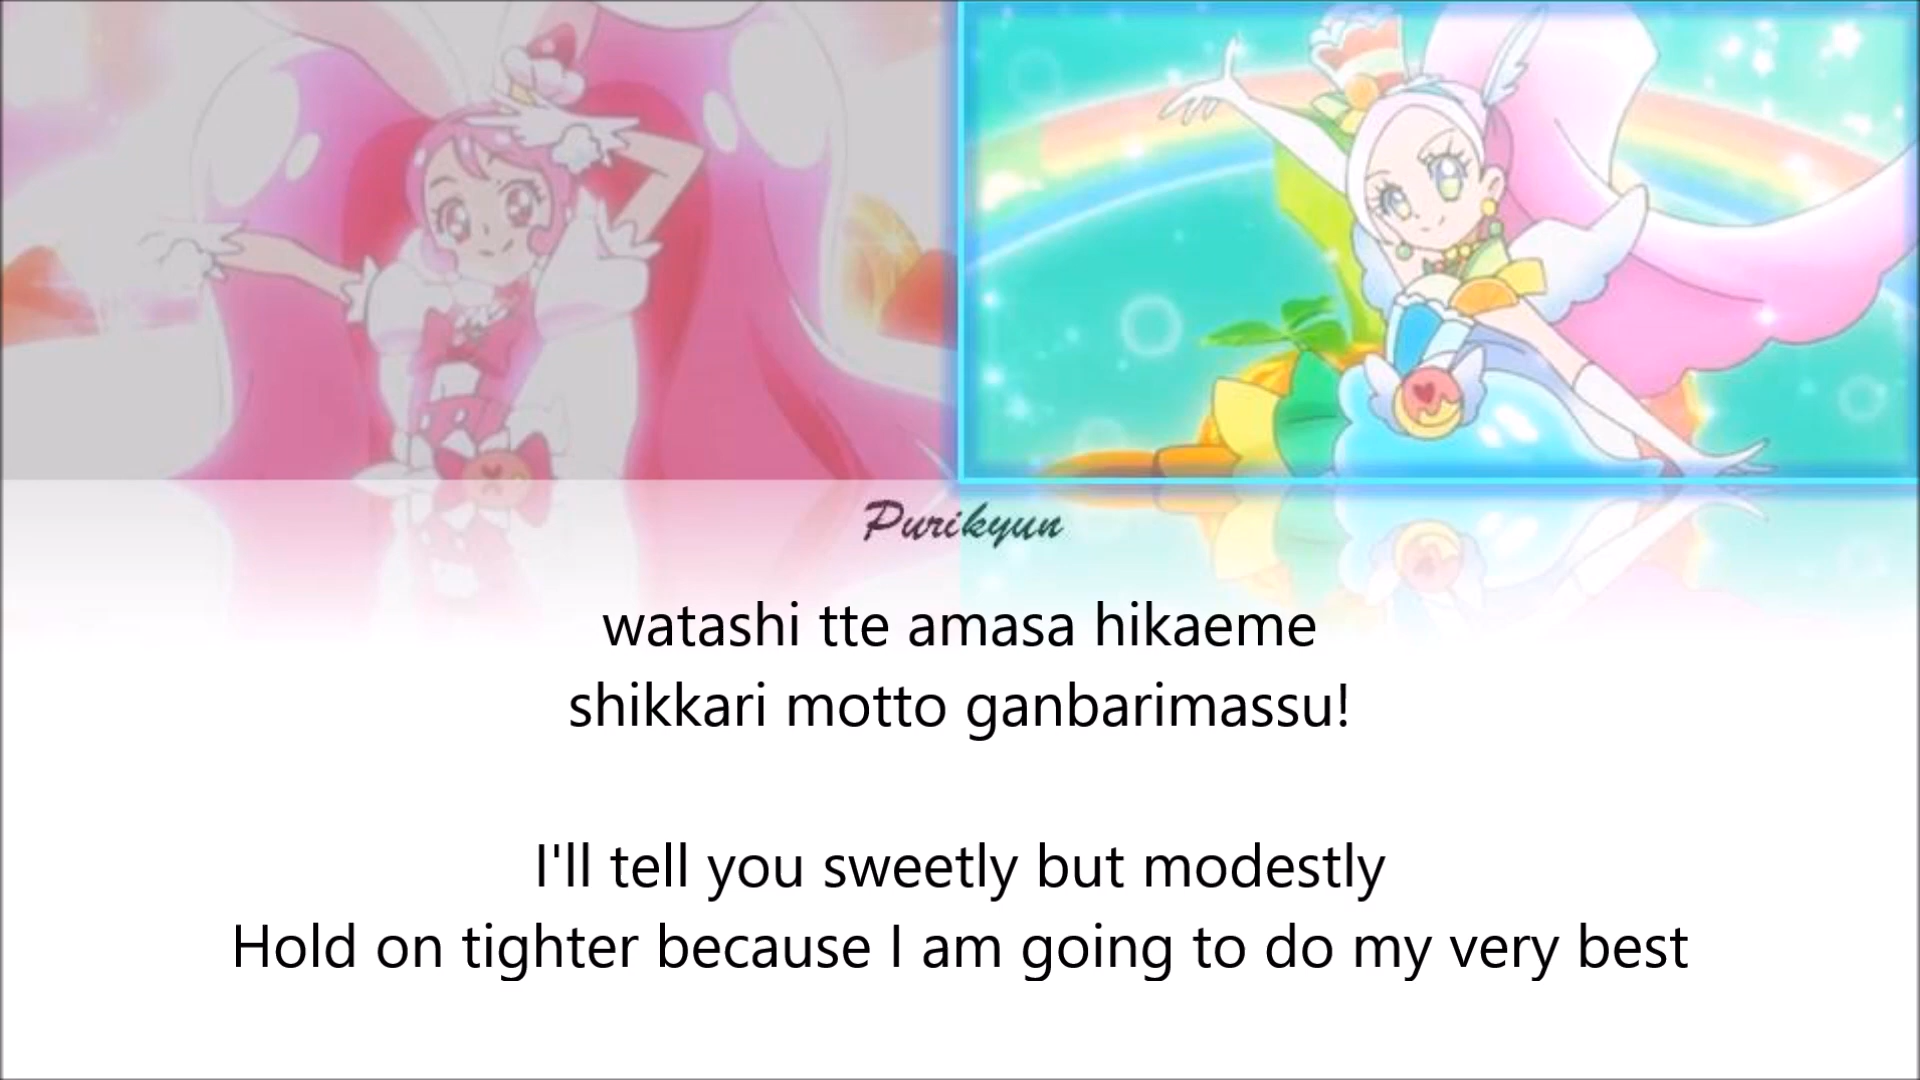 Purikyun
watashi tte amasa hikaeme
shikkari motto ganbarimassu!
I'll tell you sweetly but modestly
Hold on tighter because I am going to do my very best